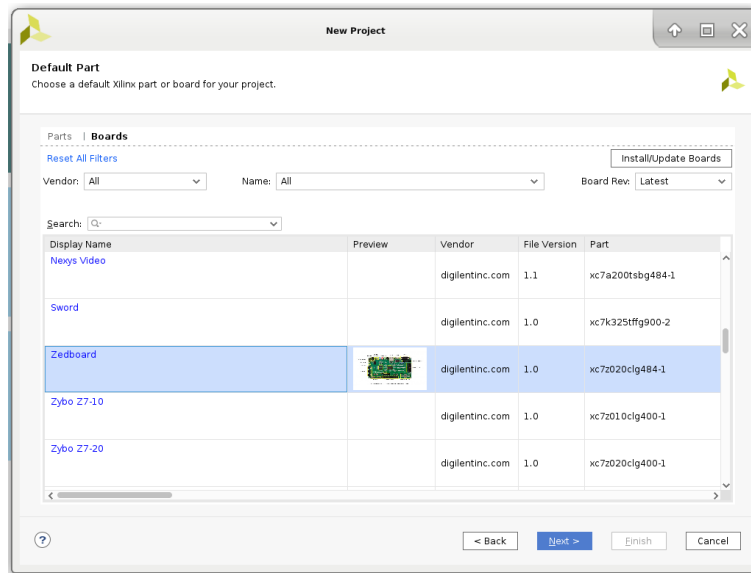 New Project
Default Part
Choose a default Xilinx part or board for your project.
Parts | Boards
Reset All Filters
Install/Update Boards
Vendor: All
Name: All
Board Rev: Latest
Search:
Display Name Preview Vendor File Version Part
Nexys Video digilentinc.com 1.1 xc7a200tsbg484-1
Sword digilentinc.com 1.0 xc7k325tffg900-2
Zedboard digilentinc.com 1.0 xc7z020clg484-1
Zybo Z7-10 digilentinc.com 1.0 xc7z010clg400-1
Zybo Z7-20 digilentinc.com 1.0 xc7z020clg400-1
?
< Back Next > Finish Cancel